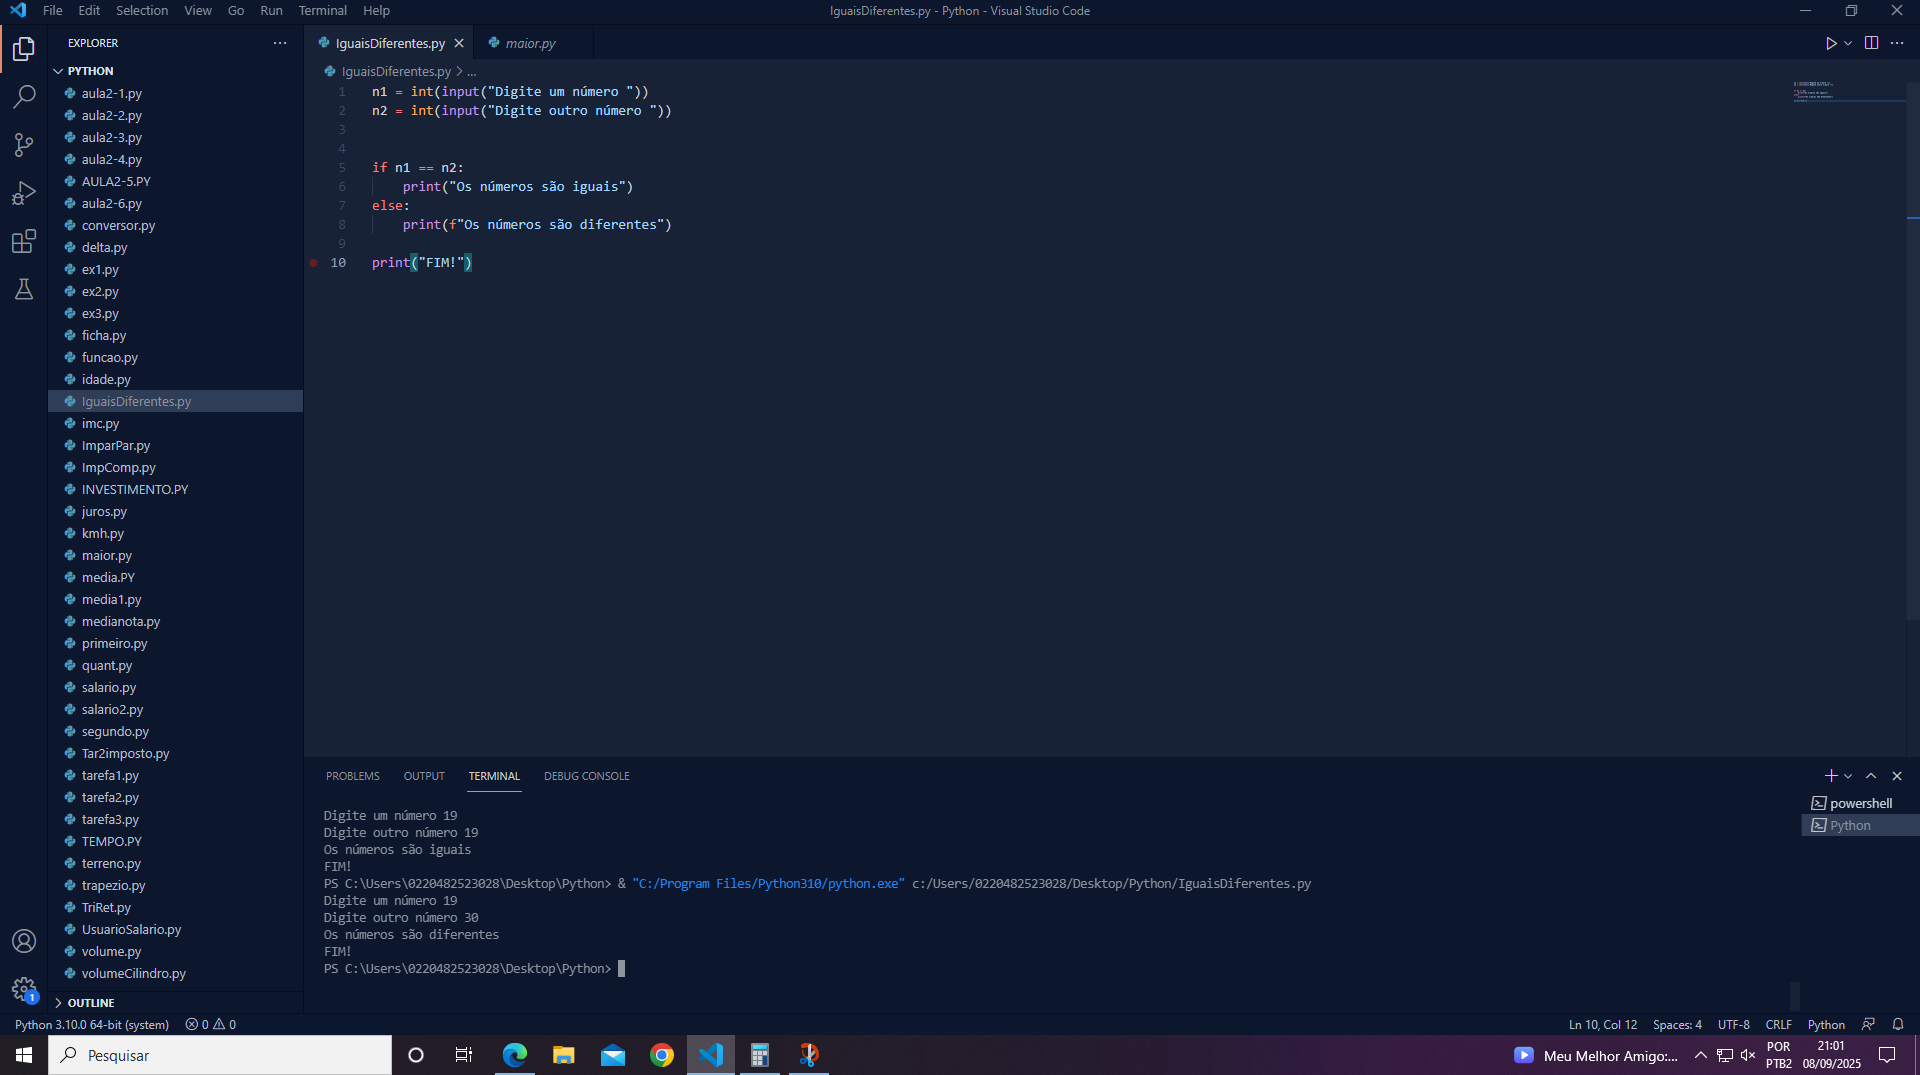 File Edit Selection View Go Run Terminal Help
IguaisDiferentes.py - Python - Visual Studio Code
EXPLORER
PYTHON
aula2-1.py
aula2-2.py
aula2-3.py
aula2-4.py
AULA2-5.PY
aula2-6.py
conversor.py
delta.py
ex1.py
ex2.py
ex3.py
ficha.py
funcao.py
idade.py
IguaisDiferentes.py
imc.py
ImparPar.py
ImpComp.py
INVESTIMENTO.PY
juros.py
kmh.py
maior.py
media.PY
media1.py
medianota.py
primeiro.py
quant.py
salario.py
salario2.py
segundo.py
Tar2imposto.py
tarefa1.py
tarefa2.py
tarefa3.py
TEMPO.PY
terreno.py
trapezio.py
TriRet.py
UsuarioSalario.py
volume.py
volumeCilindro.py
OUTLINE
IguaisDiferentes.py maior.py
IguaisDiferentes.py > ...
1 n1 = int(input("Digite um número "))
2 n2 = int(input("Digite outro número "))
3
4
5 if n1 == n2:
6 print("Os números são iguais")
7 else:
8 print(f"Os números são diferentes")
9
10 print("FIM!")
PROBLEMS OUTPUT TERMINAL DEBUG CONSOLE
Digite um número 19
Digite outro número 19
Os números são iguais
FIM!
PS C:\Users\0220482523028\Desktop\Python> & "C:/Program Files/Python310/python.exe" c:/Users/0220482523028/Desktop/Python/IguaisDiferentes.py
Digite um número 19
Digite outro número 30
Os números são diferentes
FIM!
PS C:\Users\0220482523028\Desktop\Python>
powershell
Python
1
Python 3.10.0 64-bit (system) 0 0
Ln 10, Col 12 Spaces: 4 UTF-8 CRLF Python
Pesquisar
Meu Melhor Amigo:...
POR
PTB2
21:01
08/09/2025